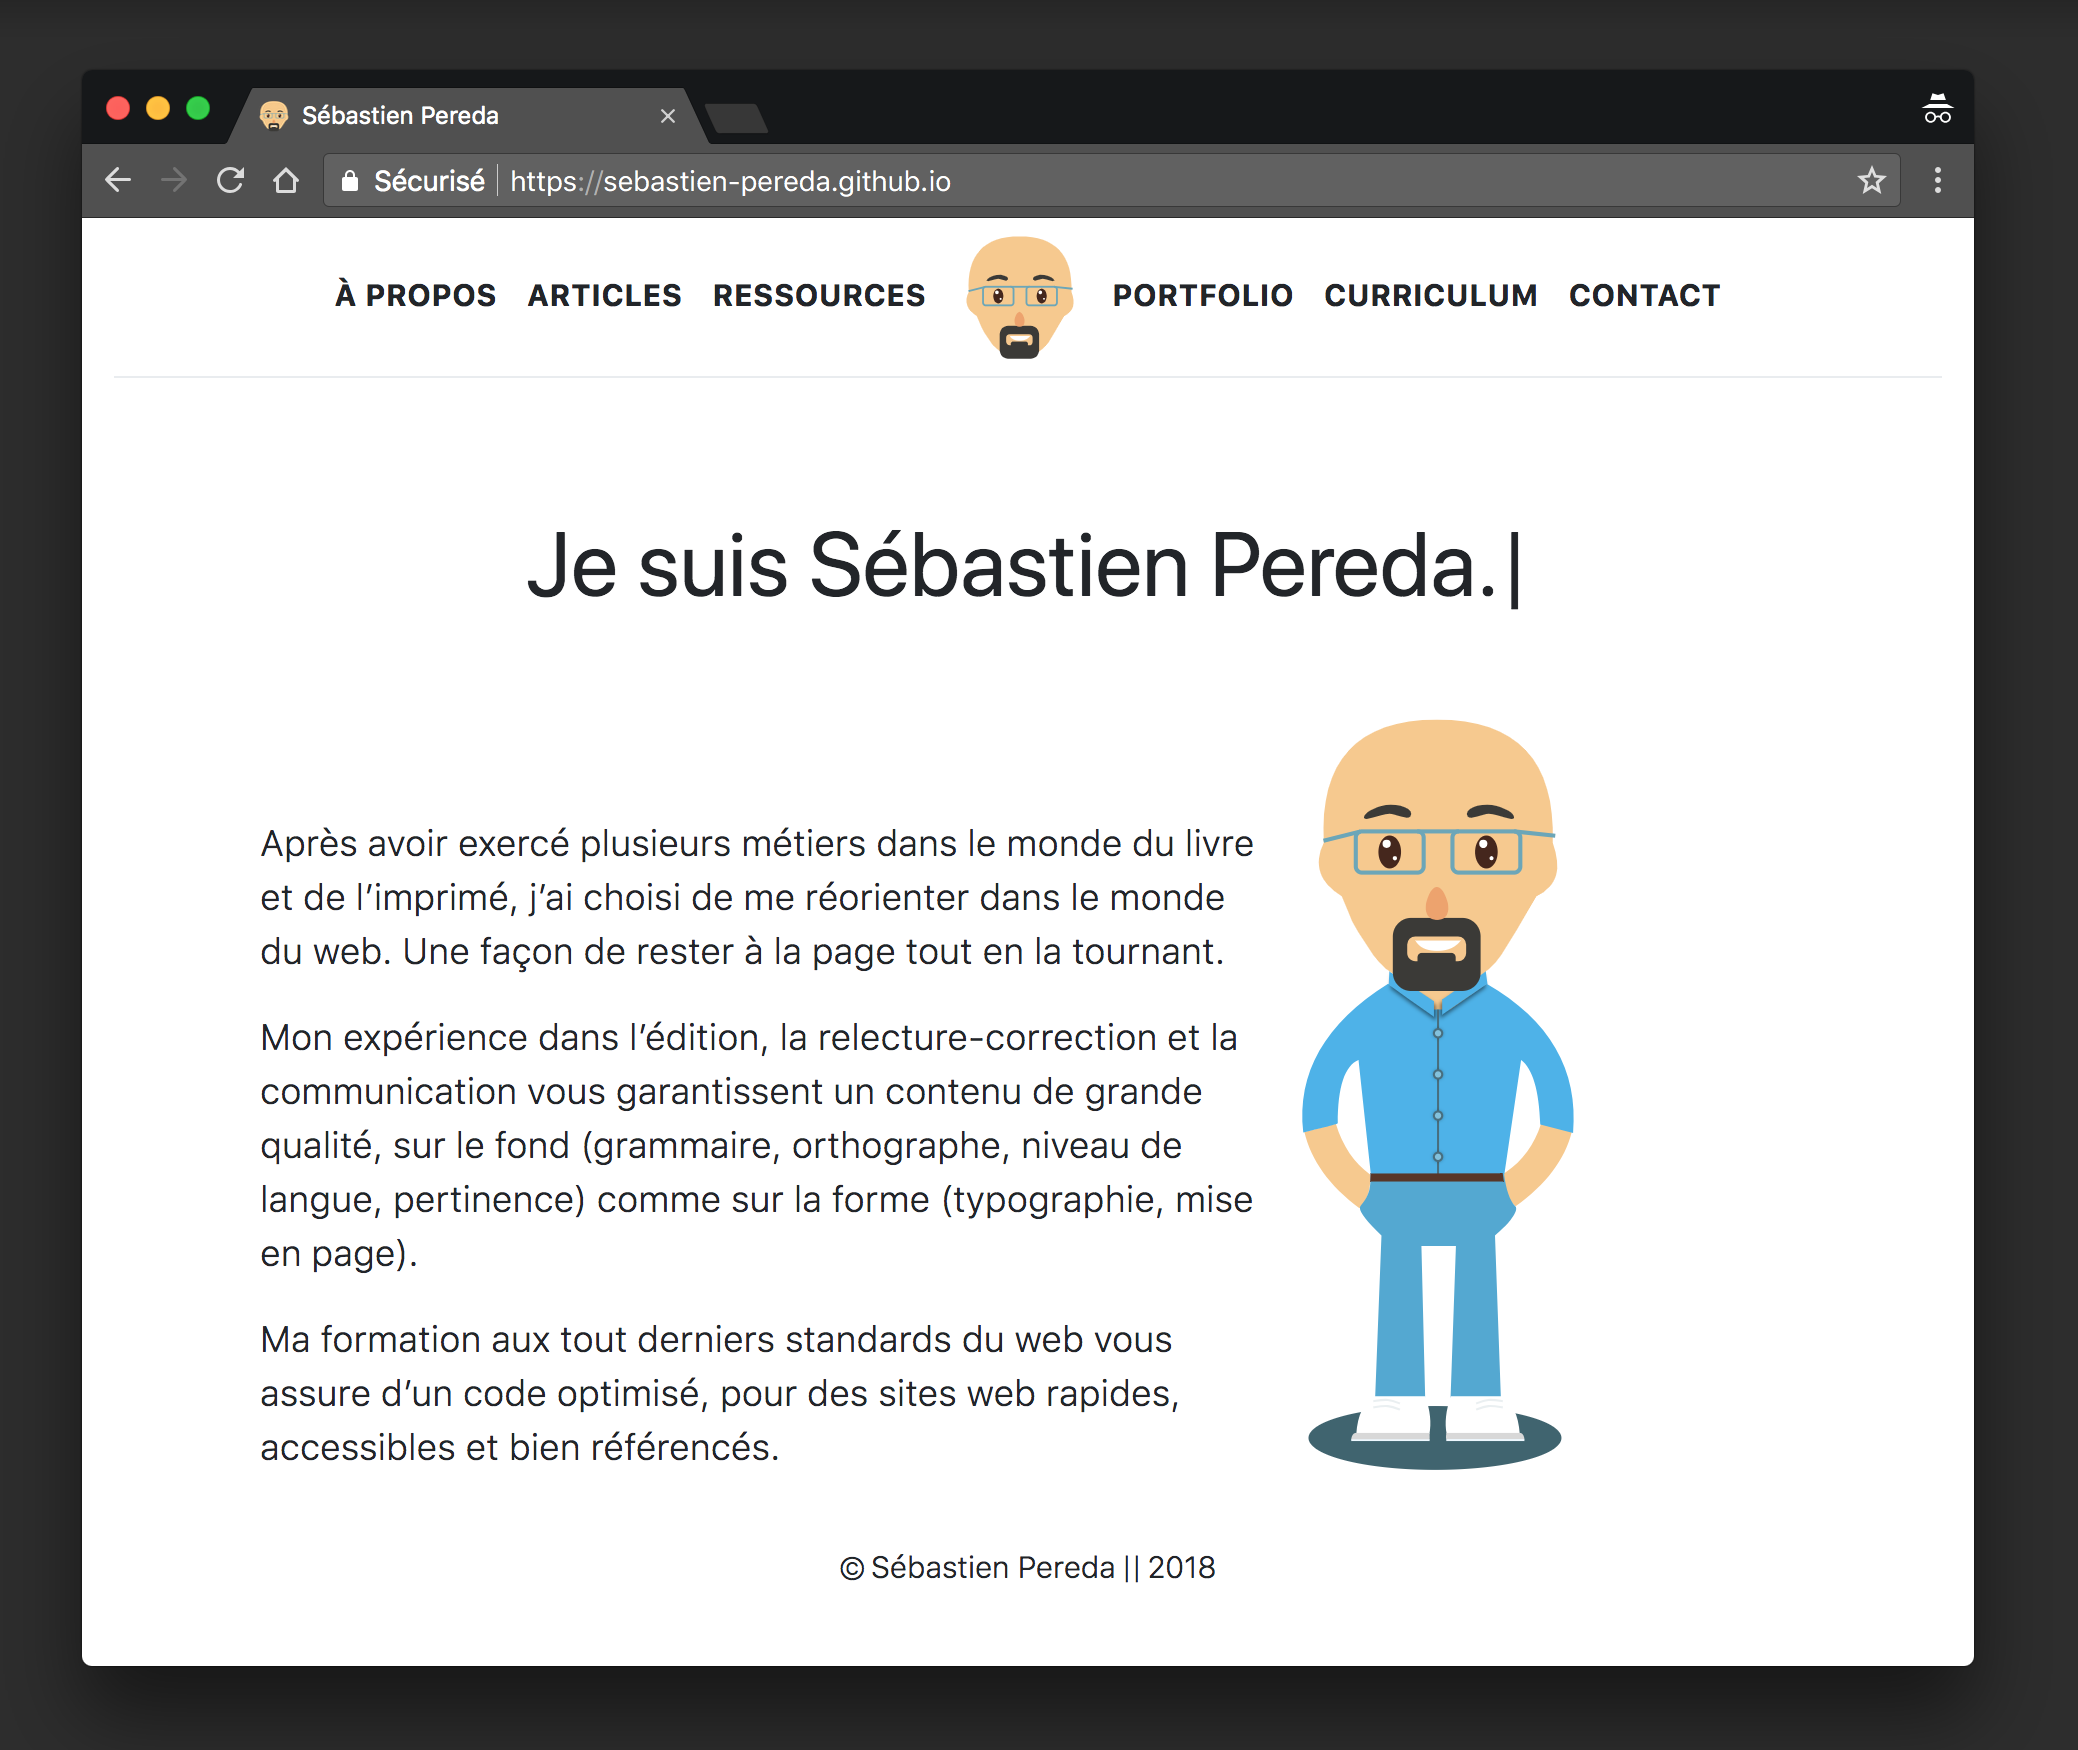 Sébastien Pereda
Sécurisé | https://sebastien-pereda.github.io
À PROPOS ARTICLES RESSOURCES PORTFOLIO CURRICULUM CONTACT
Je suis Sébastien Pereda.|
Après avoir exercé plusieurs métiers dans le monde du livre
et de l’imprimé, j’ai choisi de me réorienter dans le monde
du web. Une façon de rester à la page tout en la tournant.
Mon expérience dans l’édition, la relecture-correction et la
communication vous garantissent un contenu de grande
qualité, sur le fond (grammaire, orthographe, niveau de
langue, pertinence) comme sur la forme (typographie, mise
en page).
Ma formation aux tout derniers standards du web vous
assure d’un code optimisé, pour des sites web rapides,
accessibles et bien référencés.
© Sébastien Pereda || 2018